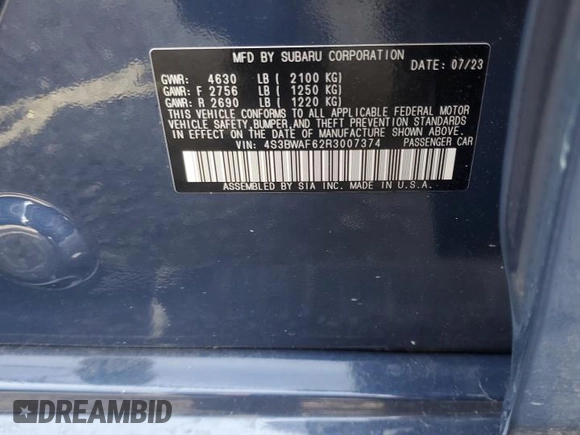 MFD BY SUBARU CORPORATION
DATE: 07/23
GVWR: 4630 LB ( 2100 KG)
GAWR: F 2756 LB ( 1250 KG)
GAWR: R 2690 LB ( 1220 KG)
THIS VEHICLE CONFORMS TO ALL APPLICABLE FEDERAL MOTOR
VEHICLE SAFETY,BUMPER,AND THEFT PREVENTION STANDARDS
IN EFFECT ON THE DATE OF MANUFACTURE SHOWN ABOVE.
VIN: 4S3BWAF62R3007374 PASSENGER CAR
ASSEMBLED BY SIA INC. MADE IN U.S.A.
DREAMBID